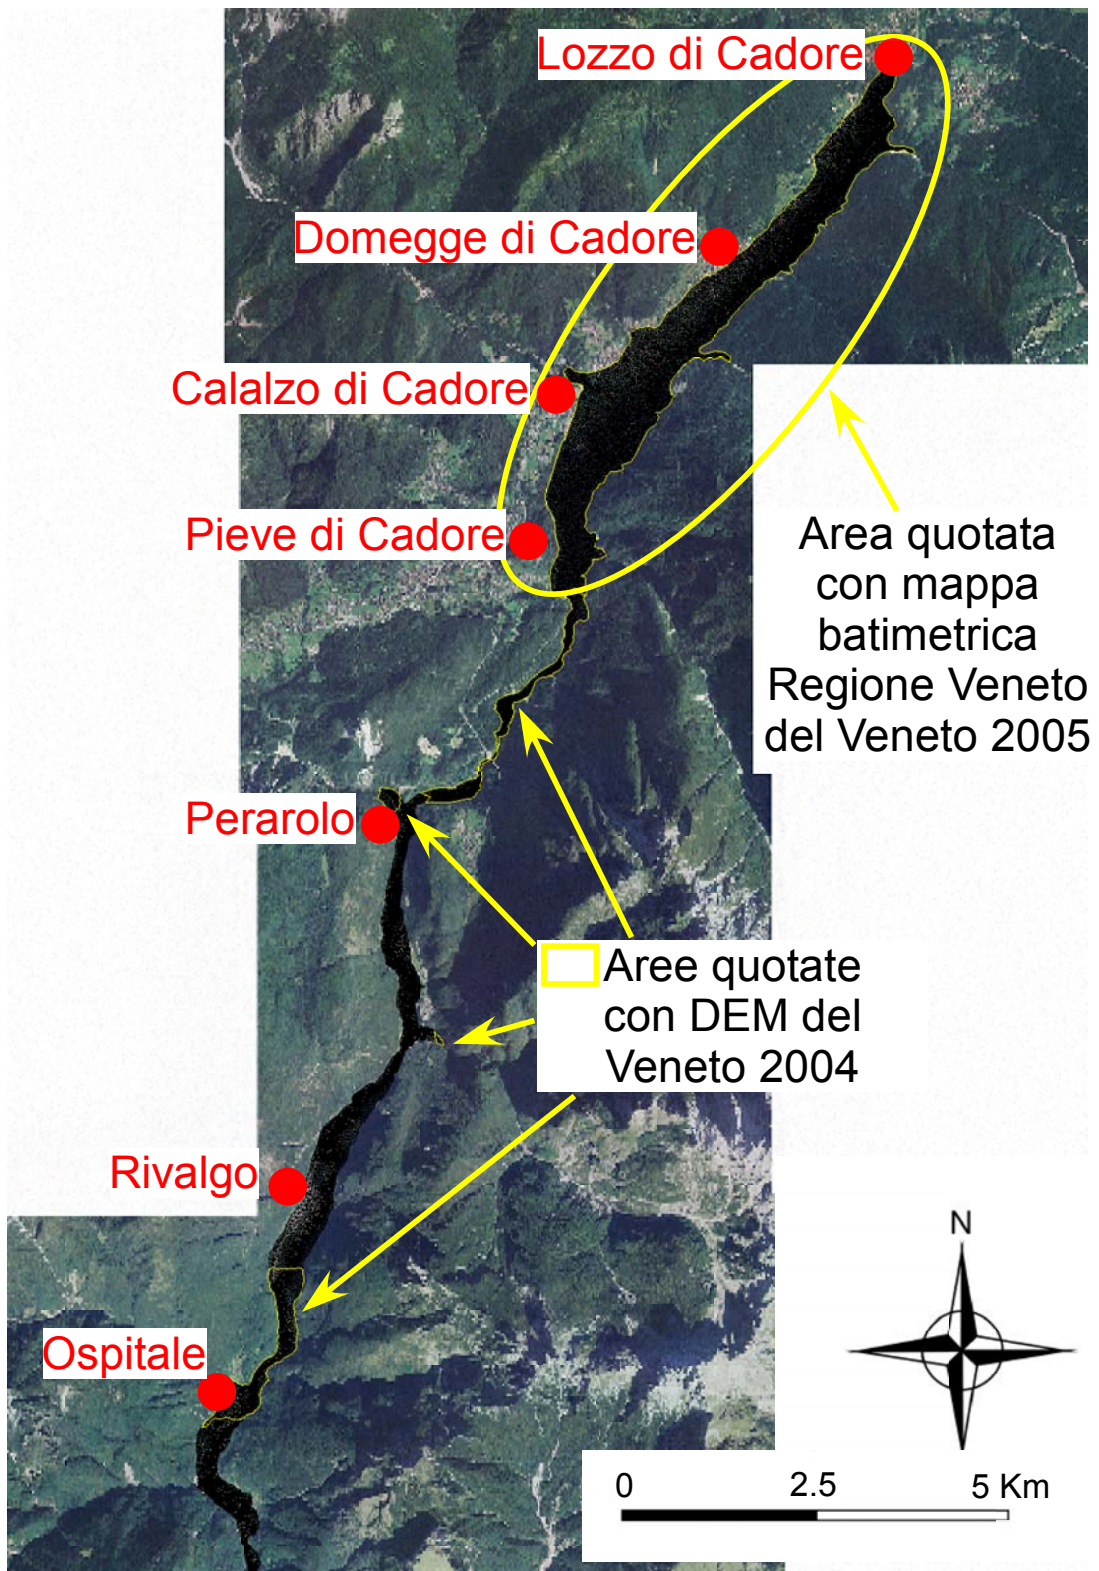 Lozzo di Cadore
Domegge di Cadore
Calalzo di Cadore
Pieve di Cadore
Area quotata
con mappa
batimetrica
Regione Veneto
del Veneto 2005
Perarolo
Aree quotate
con DEM del
Veneto 2004
Rivalgo
N
Ospitale
0 2.5 5 Km